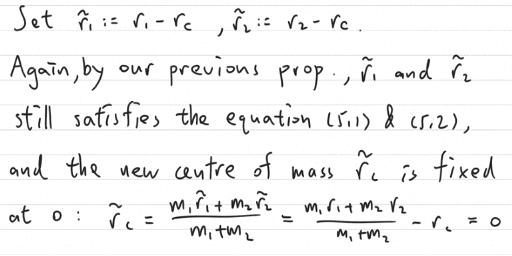 Set r̃₁ := r₁ - r_c , r̃₂ := r₂ - r_c .
Again, by our previous prop., r̃₁ and r̃₂
still satisfies the equation (5,1) & (5,2),
and the new centre of mass r̃_c is fixed
at 0 : r̃_c = (m₁r̃₁ + m₂r̃₂)/(m₁+m₂) = (m₁r₁ + m₂r₂)/(m₁+m₂) - r_c = 0